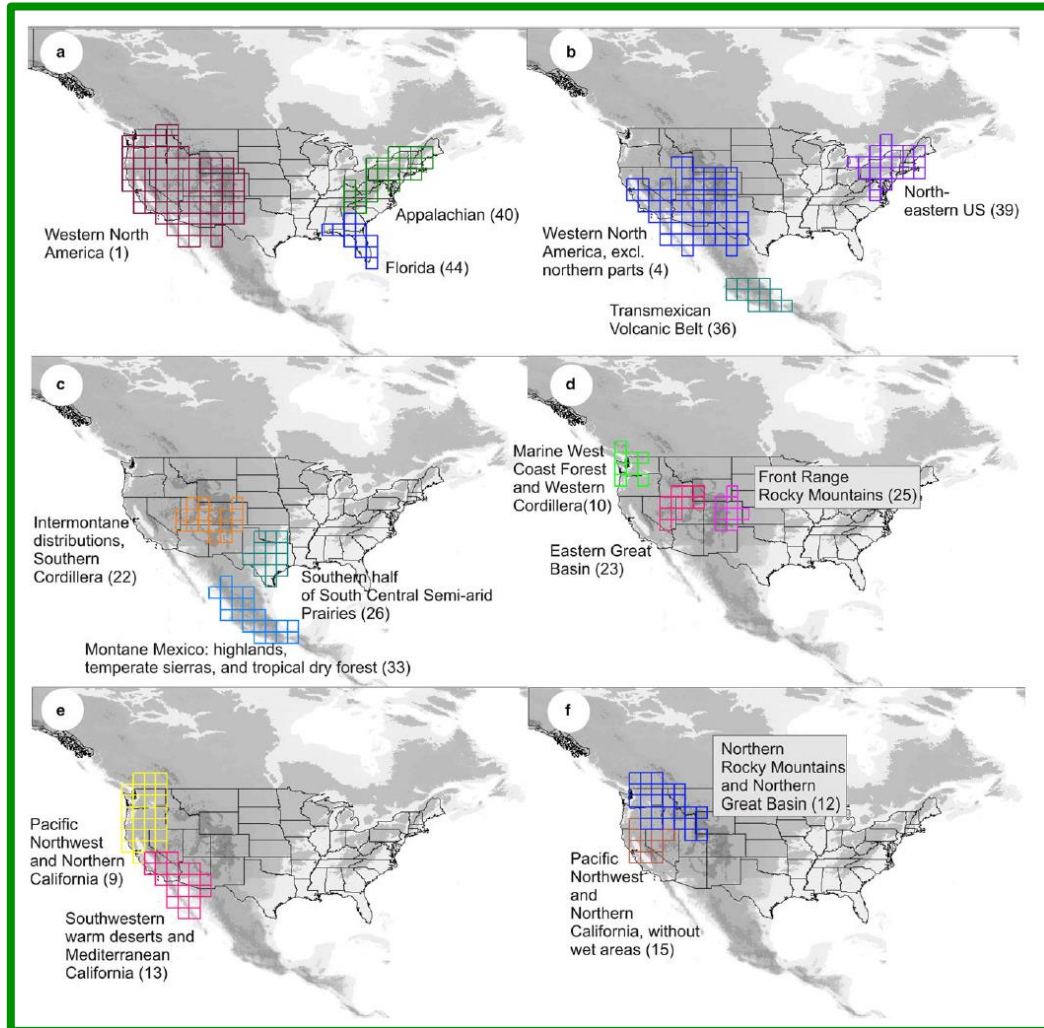 a
Western North
America (1)
Appalachian (40)
Florida (44)
b
North-
eastern US (39)
Western North
America, excl.
northern parts (4)
Transmexican
Volcanic Belt (36)
c
Intermontane
distributions,
Southern
Cordillera (22)
Southern half
of South Central Semi-arid
Prairies (26)
Montane Mexico: highlands,
temperate sierras, and tropical dry forest (33)
d
Marine West
Coast Forest
and Western
Cordillera(10)
Front Range
Rocky Mountains (25)
Eastern Great
Basin (23)
e
Pacific
Northwest
and Northern
California (9)
Southwestern
warm deserts and
Mediterranean
California (13)
f
Northern
Rocky Mountains
and Northern
Great Basin (12)
Pacific
Northwest
and
Northern
California, without
wet areas (15)